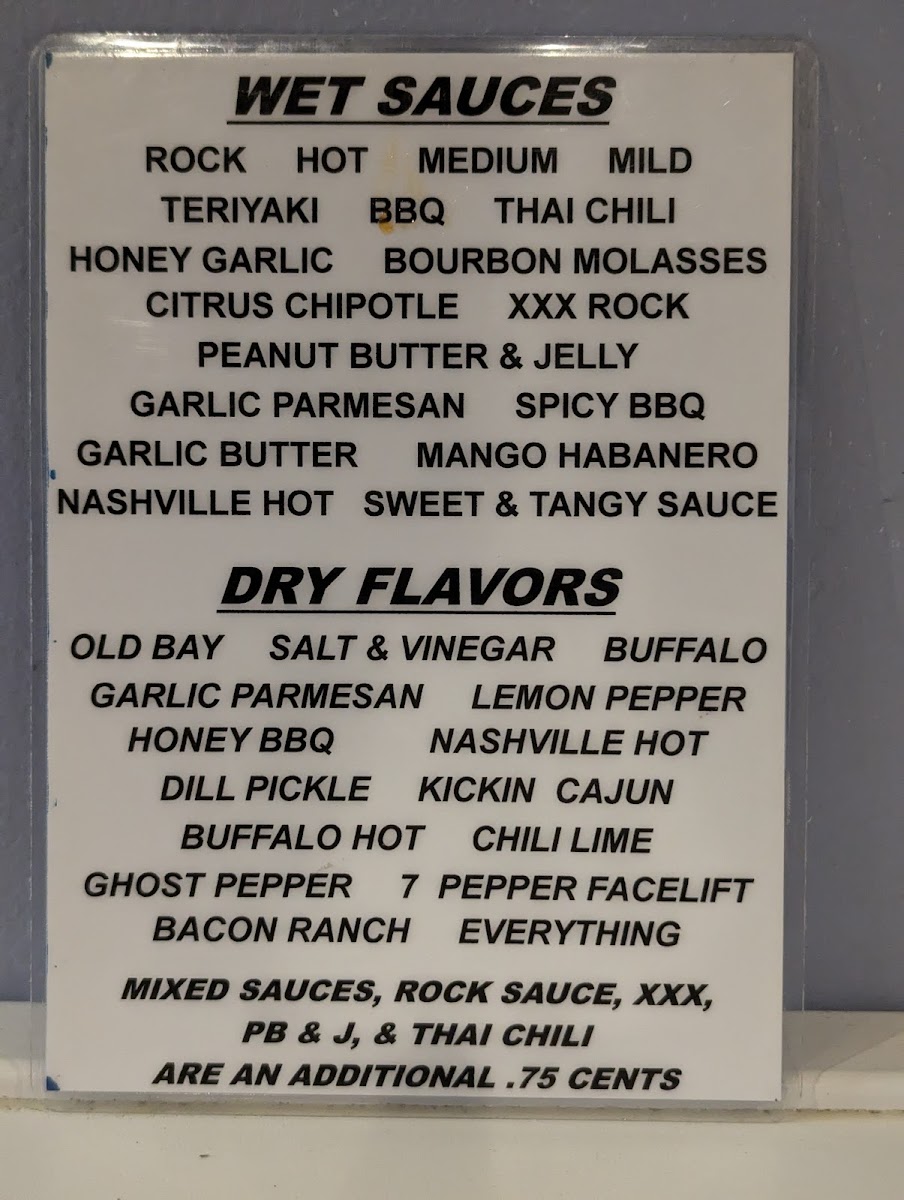 WET SAUCES
ROCK HOT MEDIUM MILD
TERIYAKI BBQ THAI CHILI
HONEY GARLIC BOURBON MOLASSES
CITRUS CHIPOTLE XXX ROCK
PEANUT BUTTER & JELLY
GARLIC PARMESAN SPICY BBQ
GARLIC BUTTER MANGO HABANERO
NASHVILLE HOT SWEET & TANGY SAUCE
DRY FLAVORS
OLD BAY SALT & VINEGAR BUFFALO
GARLIC PARMESAN LEMON PEPPER
HONEY BBQ NASHVILLE HOT
DILL PICKLE KICKIN CAJUN
BUFFALO HOT CHILI LIME
GHOST PEPPER 7 PEPPER FACELIFT
BACON RANCH EVERYTHING
MIXED SAUCES, ROCK SAUCE, XXX,
PB & J, & THAI CHILI
ARE AN ADDITIONAL .75 CENTS